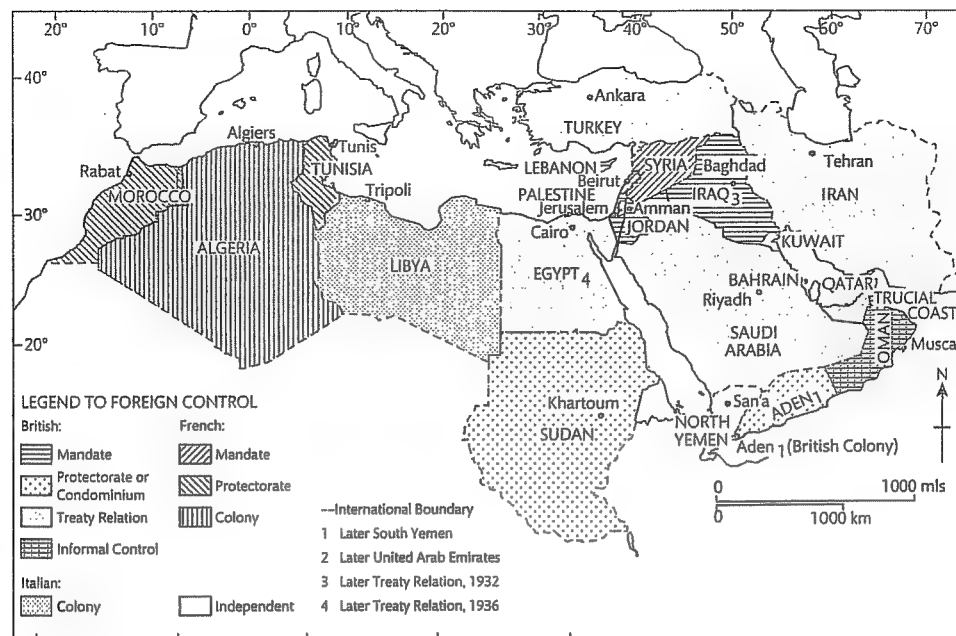 20° 10° 0° 10° 20° 30° 40° 50° 60° 70°
40°
30°
20°
Ankara
TURKEY
Algiers
Tunis
TUNISIA
Rabat
MOROCCO
Tripoli
ALGERIA
LIBYA
LEBANON
Beirut
SYRIA
Baghdad
IRAQ 3
Tehran
IRAN
PALESTINE
Jerusalem
Amman
JORDAN
Cairo
EGYPT 4
KUWAIT
BAHRAIN
QATAR
Riyadh
TRUCIAL
COAST
SAUDI
ARABIA
OMAN
Musca
Khartoum
SUDAN
San'a
NORTH
YEMEN
ADEN 1
Aden 1 (British Colony)
N
0 1000 mls
0 1000 km
LEGEND TO FOREIGN CONTROL
British:
Mandate
Protectorate or
Condominium
Treaty Relation
Informal Control
Italian:
Colony
French:
Mandate
Protectorate
Colony
Independent
---International Boundary
1 Later South Yemen
2 Later United Arab Emirates
3 Later Treaty Relation, 1932
4 Later Treaty Relation, 1936